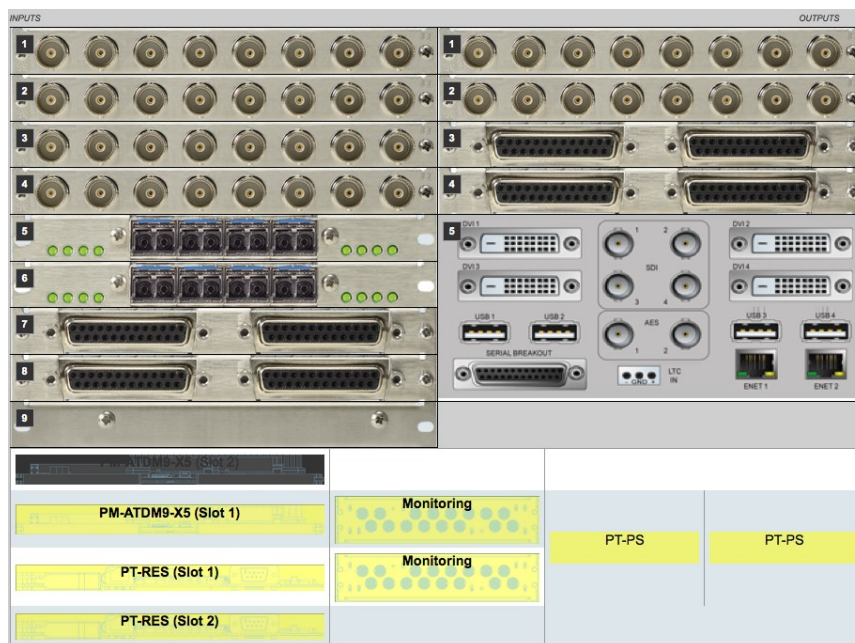 INPUTS
OUTPUTS
1
2
3
4
5
6
7
8
9
1
2
3
4
5
DVI 1
1
2
DVI 2
SDI
DVI 3
3
4
DVI 4
USB 1
USB 2
AES
USB 3
USB 4
SERIAL BREAKOUT
1
2
- GND +
LTC
IN
ENET 1
ENET 2
PM-ATDM9-X5 (Slot 2)
PM-ATDM9-X5 (Slot 1)
Monitoring
PT-PS
PT-PS
PT-RES (Slot 1)
Monitoring
PT-RES (Slot 2)